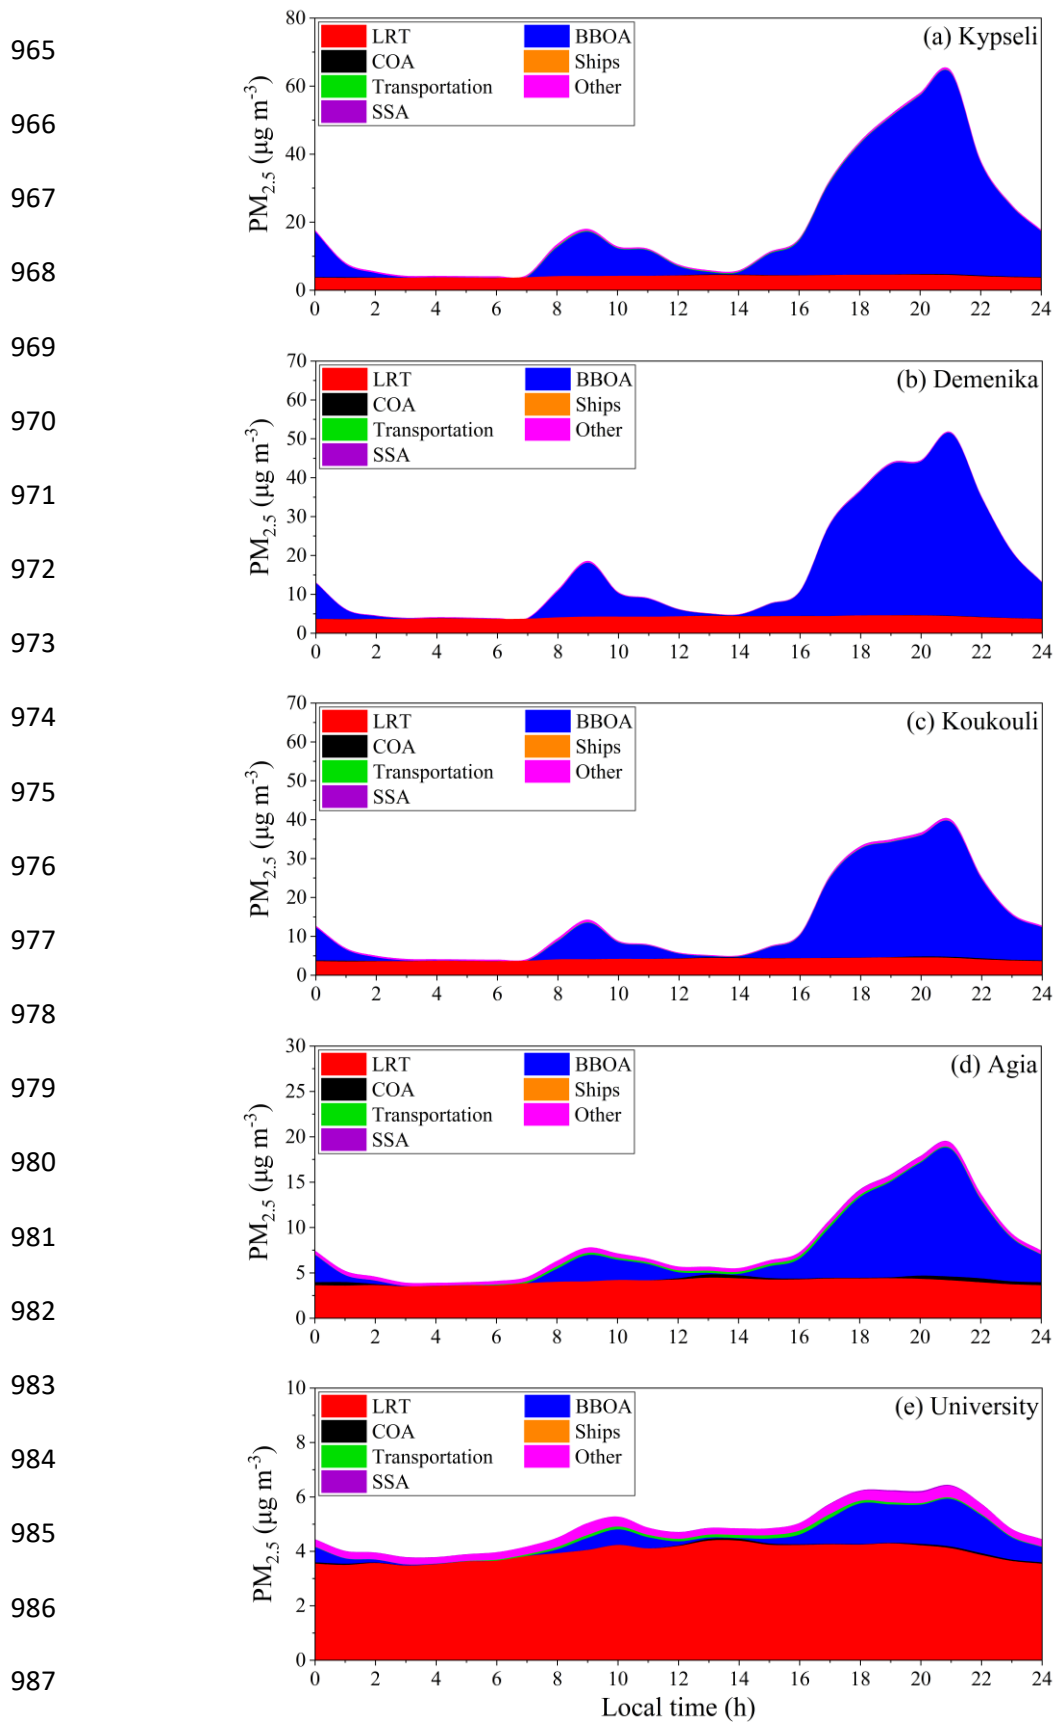 965
966
967
968
969
970
971
972
973
974
975
976
977
978
979
980
981
982
983
984
985
986
987
(a) Kypseli
LRT BBOA
COA Ships
Transportation Other
SSA
PM2.5 (μg m-3)
80
60
40
20
0
0 2 4 6 8 10 12 14 16 18 20 22 24
(b) Demenika
LRT BBOA
COA Ships
Transportation Other
SSA
PM2.5 (μg m-3)
70
60
50
40
30
20
10
0
0 2 4 6 8 10 12 14 16 18 20 22 24
(c) Koukouli
LRT BBOA
COA Ships
Transportation Other
SSA
PM2.5 (μg m-3)
70
60
50
40
30
20
10
0
0 2 4 6 8 10 12 14 16 18 20 22 24
(d) Agia
LRT BBOA
COA Ships
Transportation Other
SSA
PM2.5 (μg m-3)
30
25
20
15
10
5
0
0 2 4 6 8 10 12 14 16 18 20 22 24
(e) University
LRT BBOA
COA Ships
Transportation Other
SSA
PM2.5 (μg m-3)
10
8
6
4
2
0
0 2 4 6 8 10 12 14 16 18 20 22 24
Local time (h)